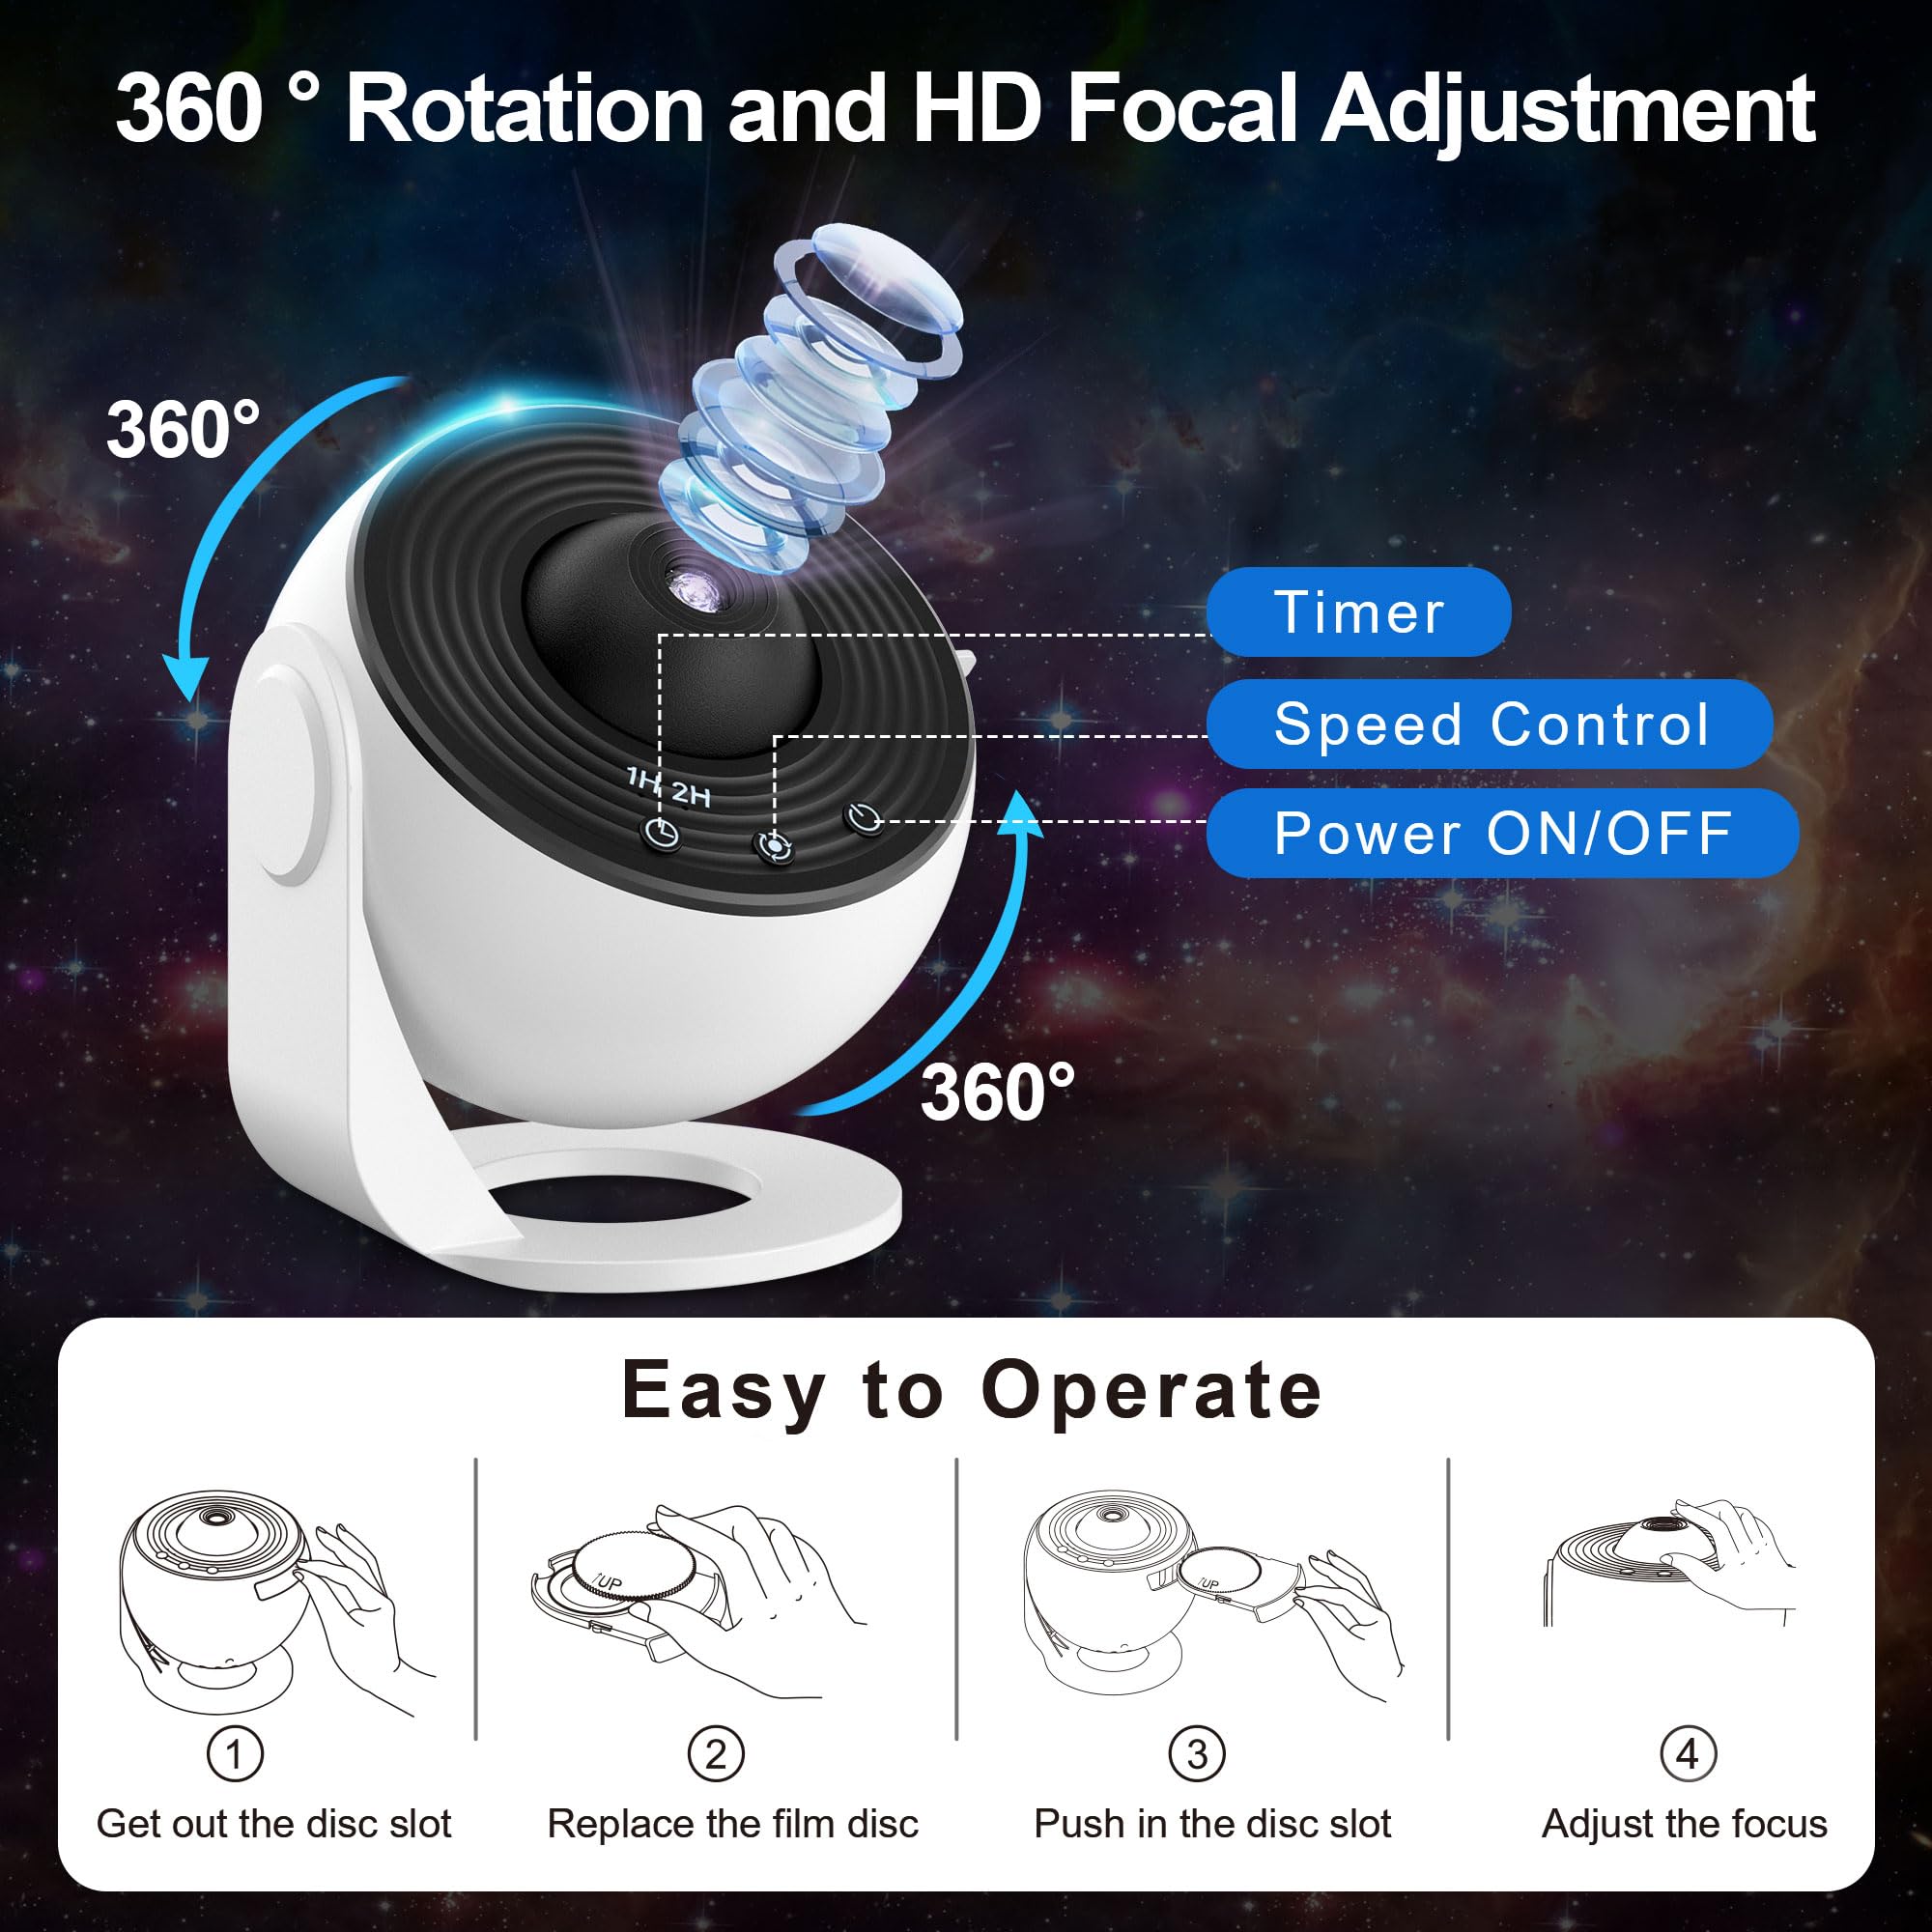 360 ° Rotation and HD Focal Adjustment
360°
Timer
Speed Control
1H 2H
Power ON/OFF
360°
Easy to Operate
↑UP
↑UP
1
2
3
4
Get out the disc slot
Replace the film disc
Push in the disc slot
Adjust the focus